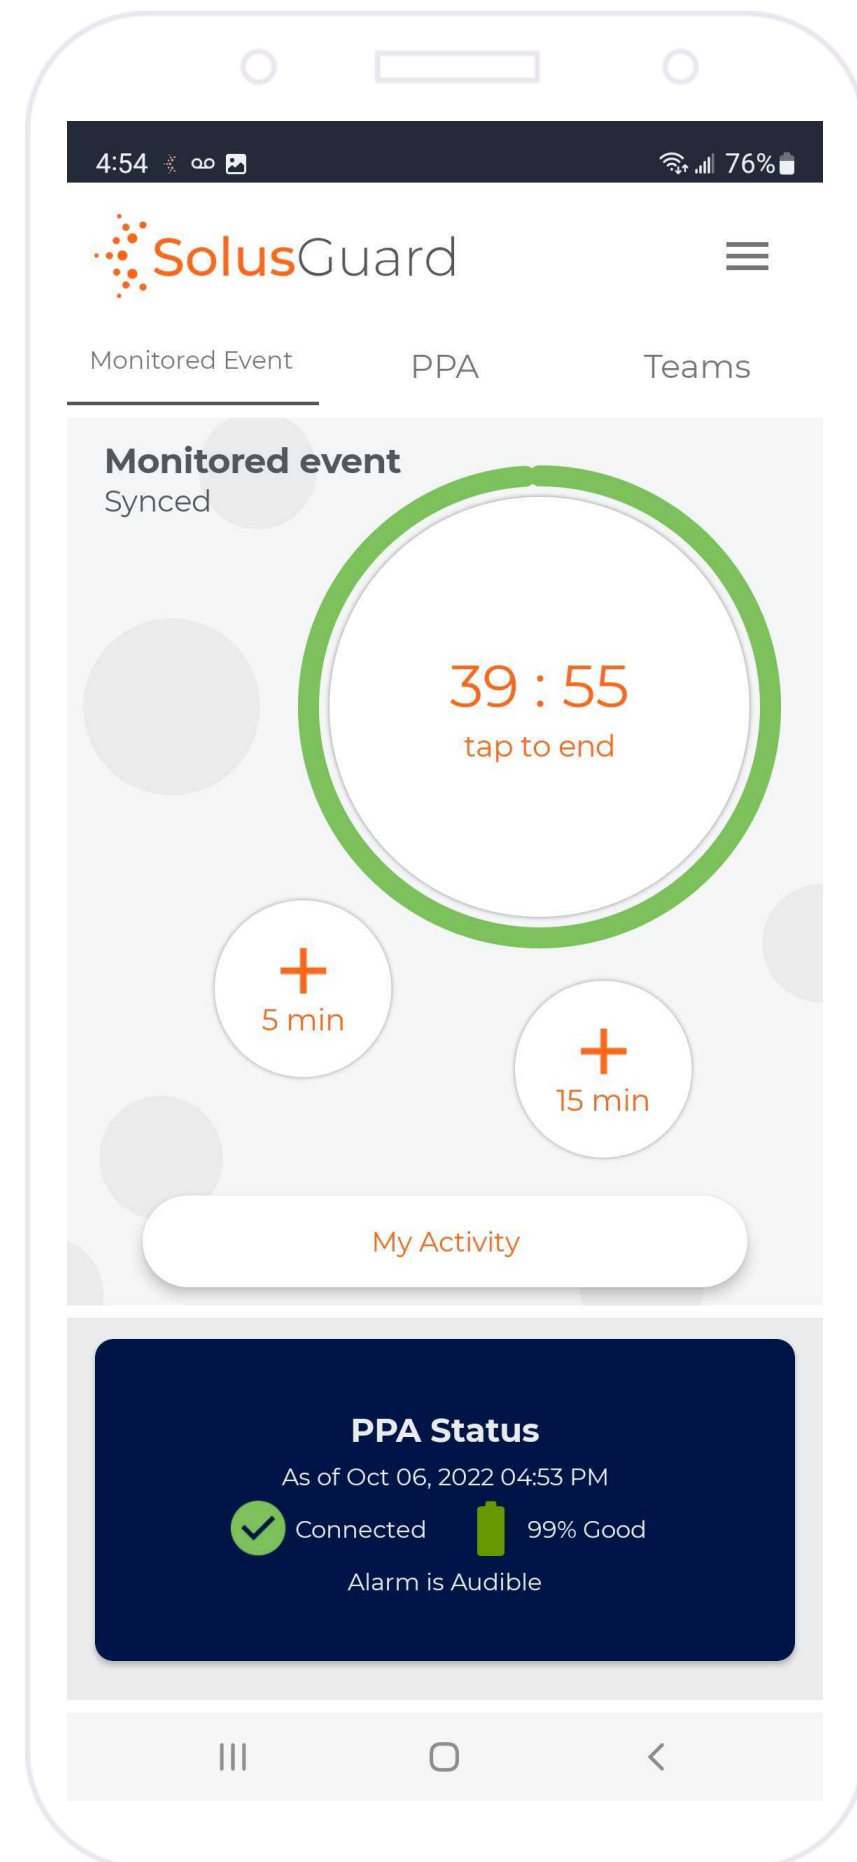 4:54 76%
SolusGuard
Monitored Event PPA Teams
Monitored event
Synced
39 : 55
tap to end
5 min
15 min
My Activity
PPA Status
As of Oct 06, 2022 04:53 PM
Connected 99% Good
Alarm is Audible